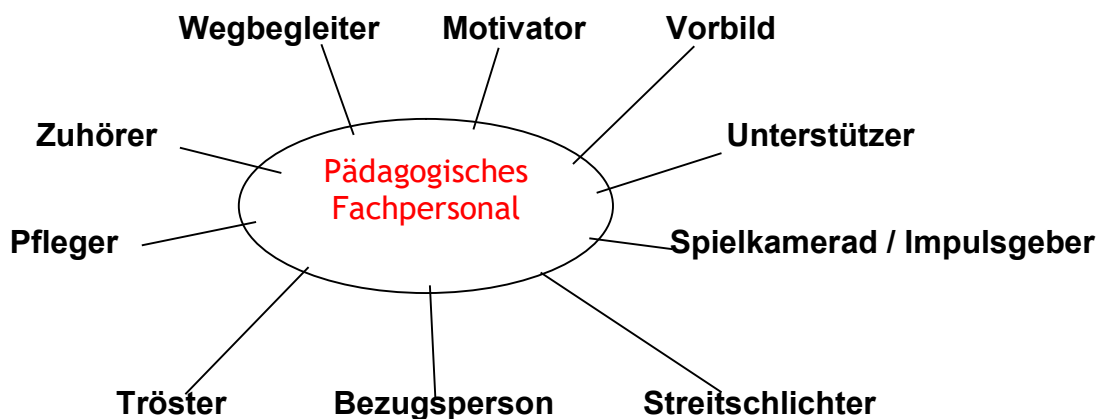 Wegbegleiter Motivator Vorbild
Zuhörer Unterstützer
Pädagogisches
Fachpersonal
Pfleger Spielkamerad / Impulsgeber
Tröster Bezugsperson Streitschlichter